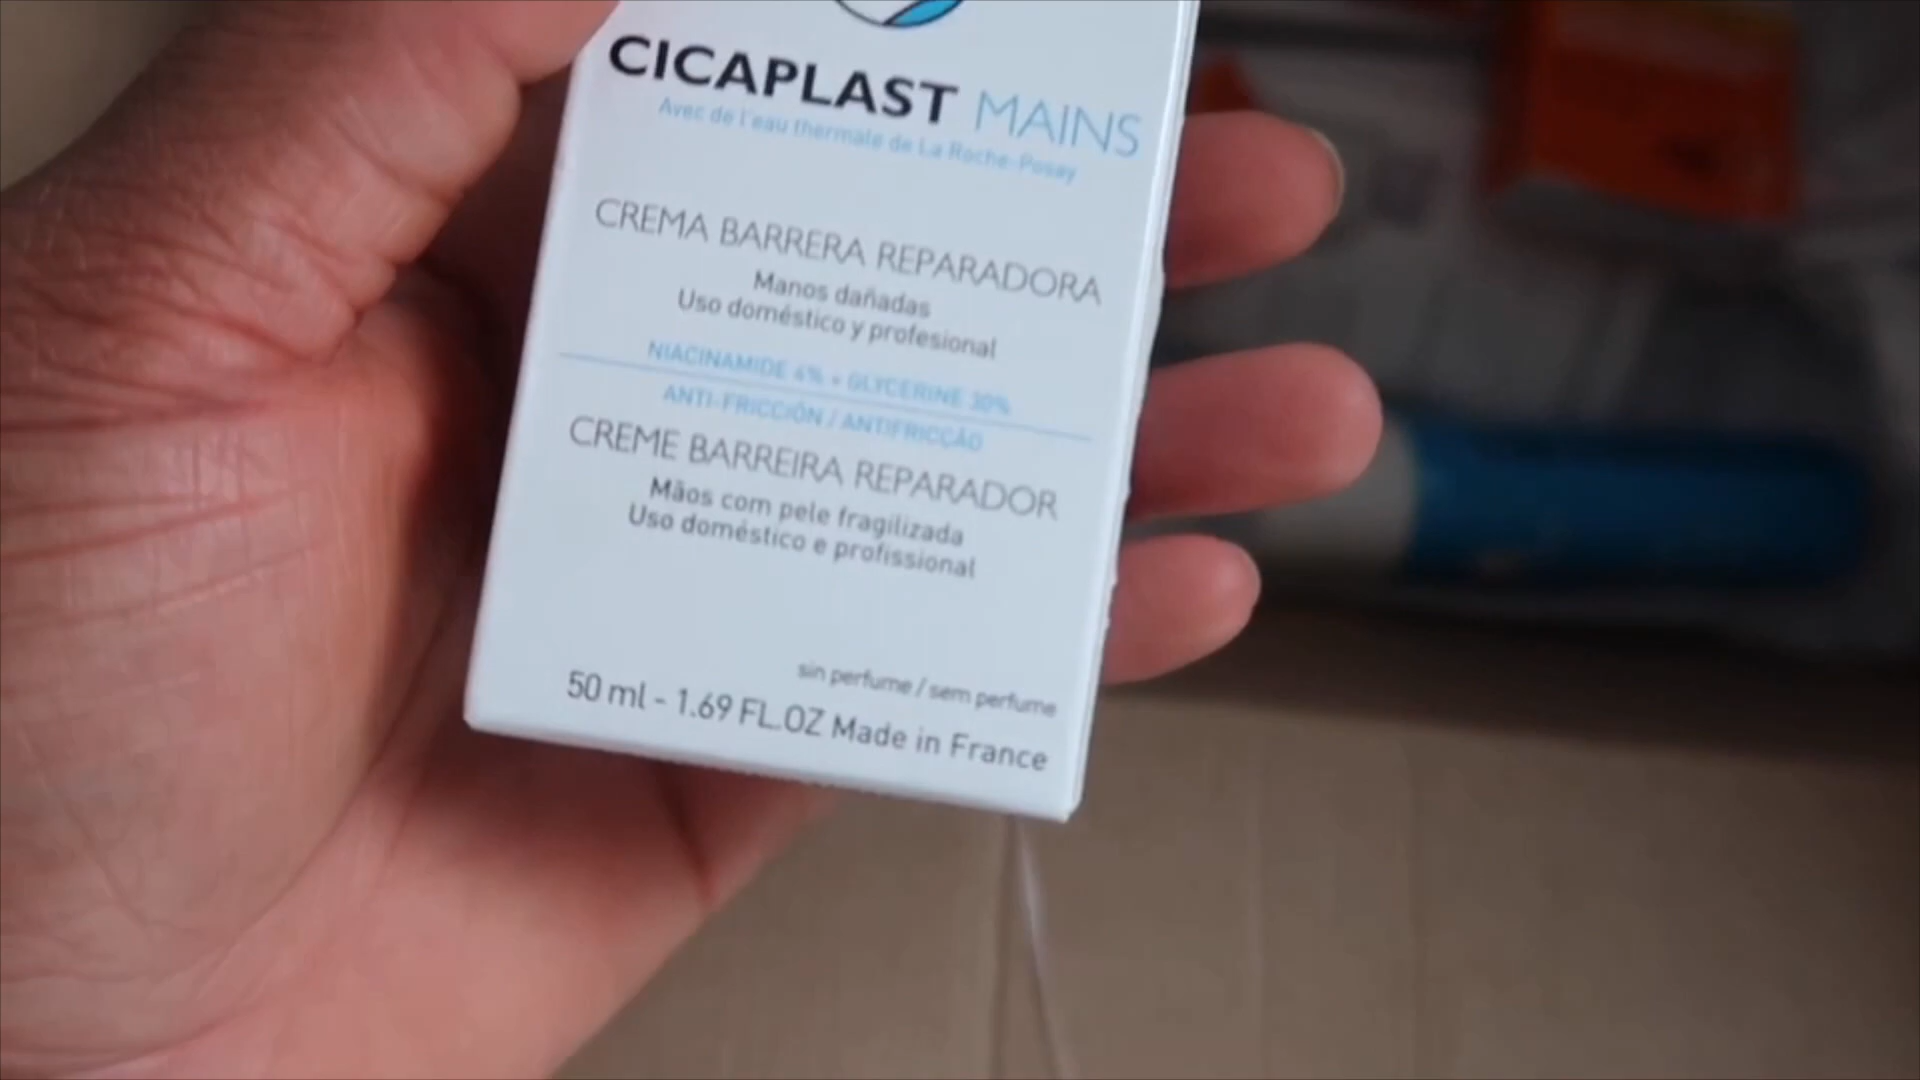 CICAPLAST MAINS
Avec de l'eau thermale de La Roche-Posay
CREMA BARRERA REPARADORA
Manos dañadas
Uso doméstico y profesional
NIACINAMIDE 4% + GLYCERINE 30%
ANTI-FRICCIÓN / ANTIFRICÇÃO
CREME BARREIRA REPARADOR
Mãos com pele fragilizada
Uso doméstico e profissional
sin perfume / sem perfume
50 ml - 1.69 FL.OZ Made in France